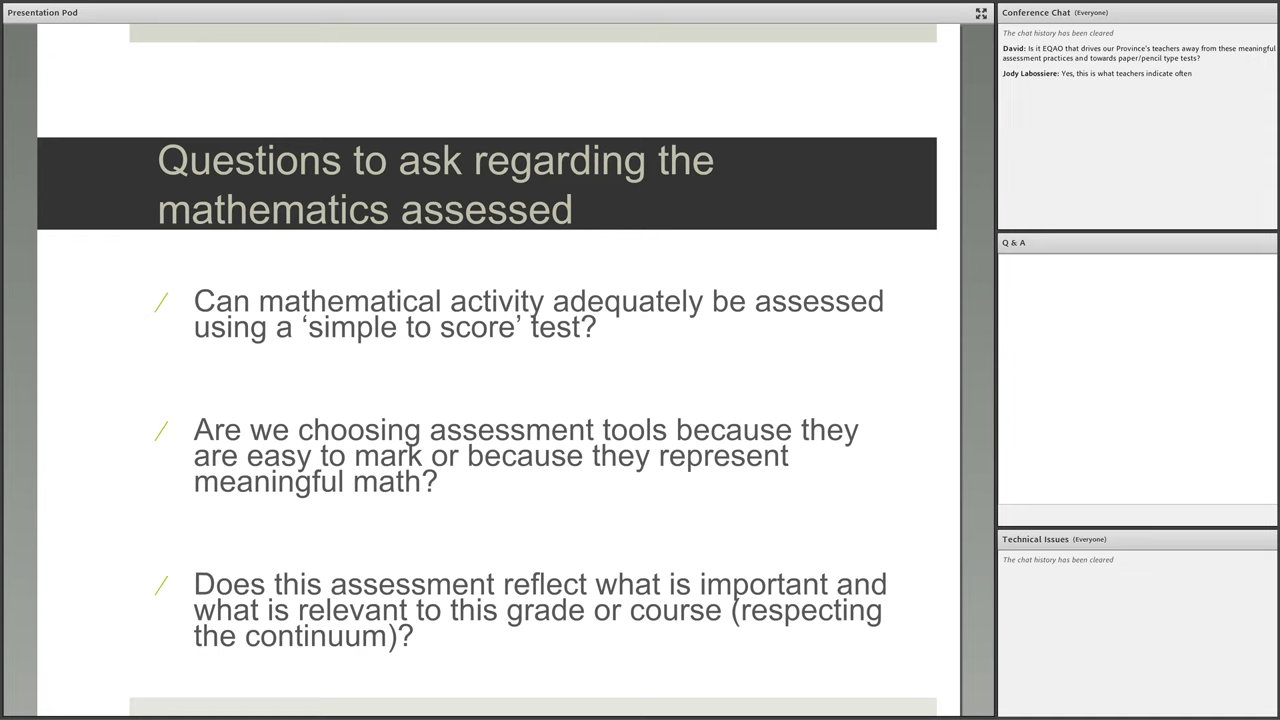 Presentation Pod
Questions to ask regarding the
mathematics assessed
Can mathematical activity adequately be assessed
using a ‘simple to score’ test?
Are we choosing assessment tools because they
are easy to mark or because they represent
meaningful math?
Does this assessment reflect what is important and
what is relevant to this grade or course (respecting
the continuum)?
Conference Chat (Everyone)
The chat history has been cleared
David: Is it EQAO that drives our Province's teachers away from these meaningful
assessment practices and towards paper/pencil type tests?
Jody Labossiere: Yes, this is what teachers indicate often
Q & A
Technical Issues (Everyone)
The chat history has been cleared